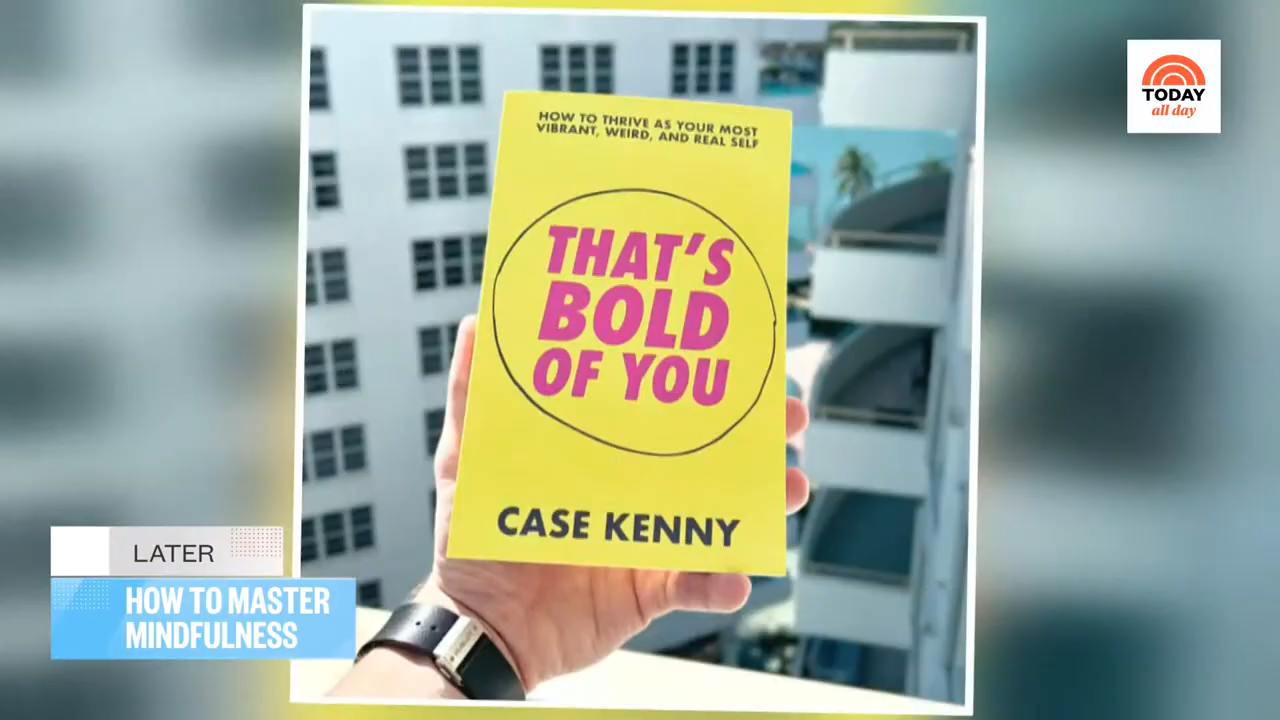 TODAY
all day
HOW TO THRIVE AS YOUR MOST
VIBRANT, WEIRD, AND REAL SELF
THAT'S
BOLD
OF YOU
CASE KENNY
LATER
HOW TO MASTER
MINDFULNESS